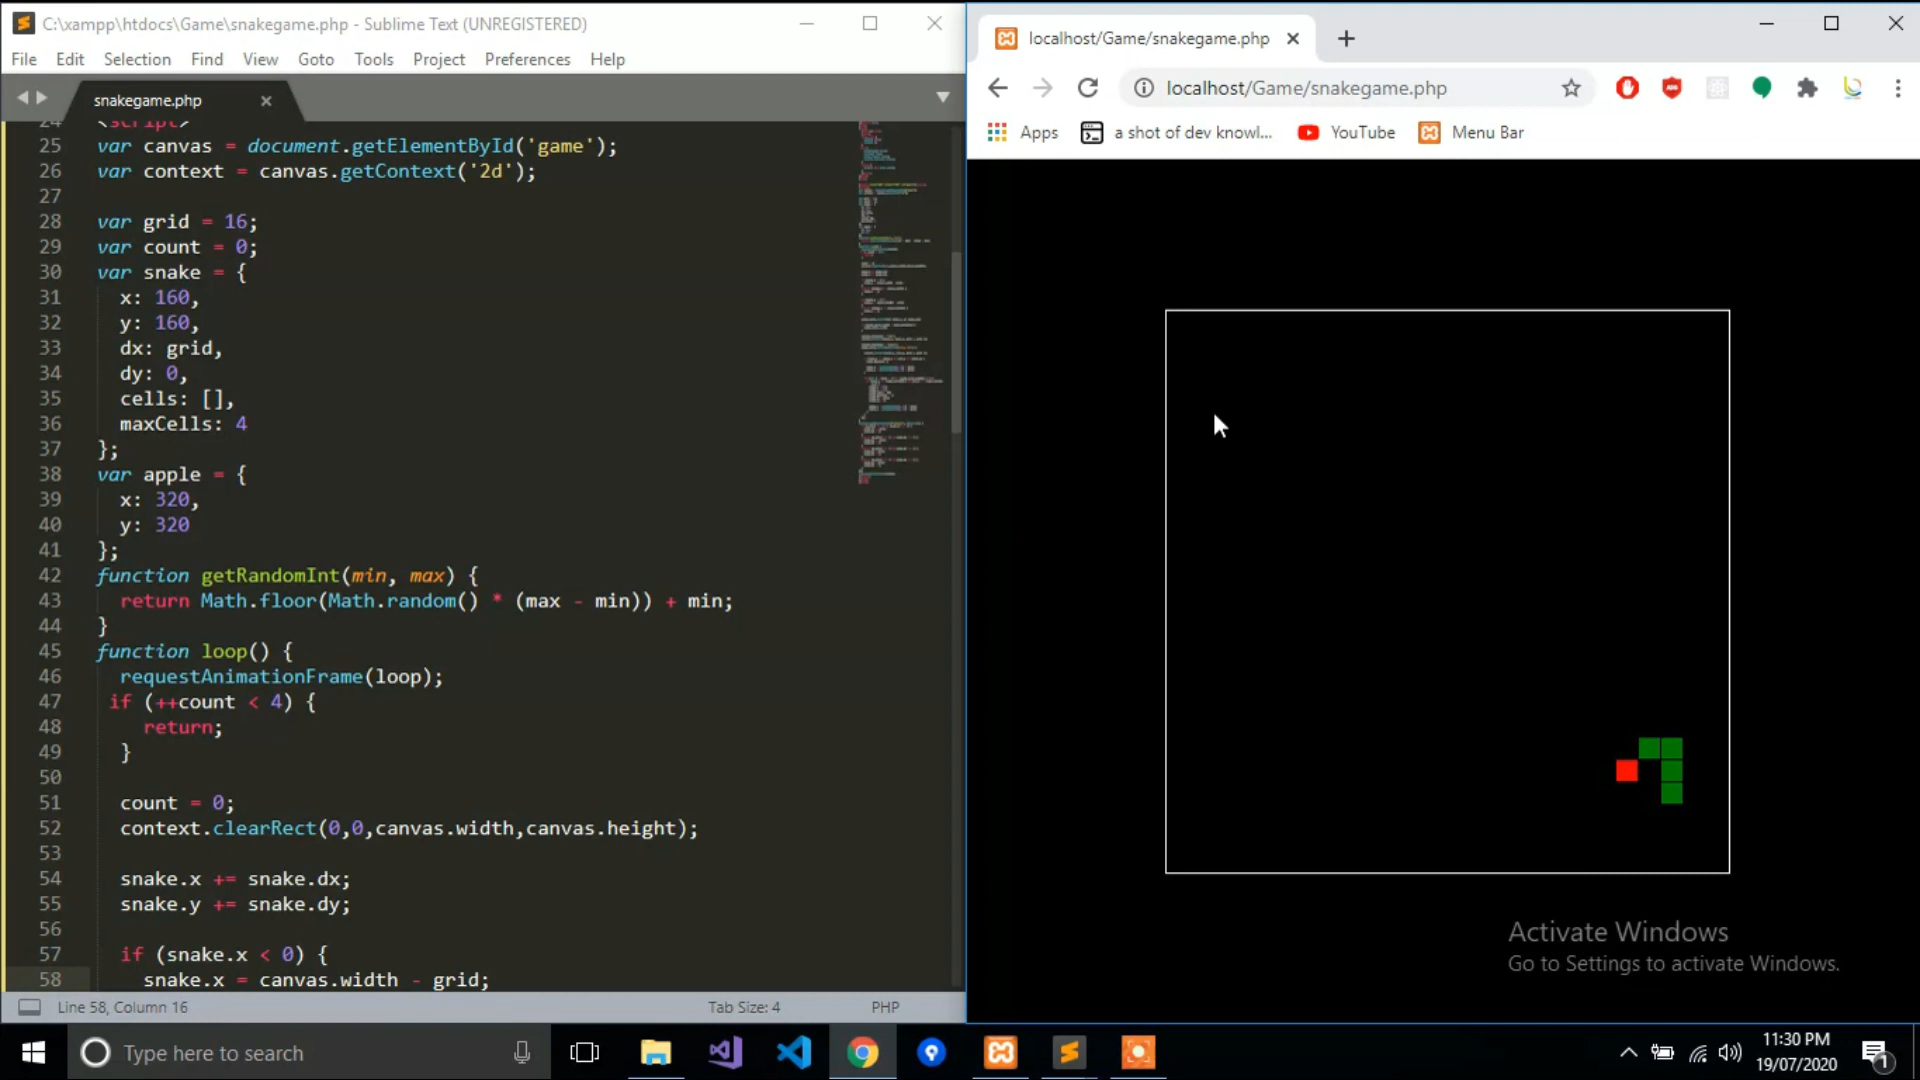 C:\xampp\htdocs\Game\snakegame.php - Sublime Text (UNREGISTERED)
File Edit Selection Find View Goto Tools Project Preferences Help
snakegame.php
24 <script>
25 var canvas = document.getElementById('game');
26 var context = canvas.getContext('2d');
27
28 var grid = 16;
29 var count = 0;
30 var snake = {
31 x: 160,
32 y: 160,
33 dx: grid,
34 dy: 0,
35 cells: [],
36 maxCells: 4
37 };
38 var apple = {
39 x: 320,
40 y: 320
41 };
42 function getRandomInt(min, max) {
43 return Math.floor(Math.random() * (max - min)) + min;
44 }
45 function loop() {
46 requestAnimationFrame(loop);
47 if (++count < 4) {
48 return;
49 }
50
51 count = 0;
52 context.clearRect(0,0,canvas.width,canvas.height);
53
54 snake.x += snake.dx;
55 snake.y += snake.dy;
56
57 if (snake.x < 0) {
58 snake.x = canvas.width - grid;
Line 58, Column 16 Tab Size: 4 PHP
localhost/Game/snakegame.php
localhost/Game/snakegame.php
Apps a shot of dev knowl... YouTube Menu Bar
Activate Windows
Go to Settings to activate Windows.
Type here to search
11:30 PM
19/07/2020
1